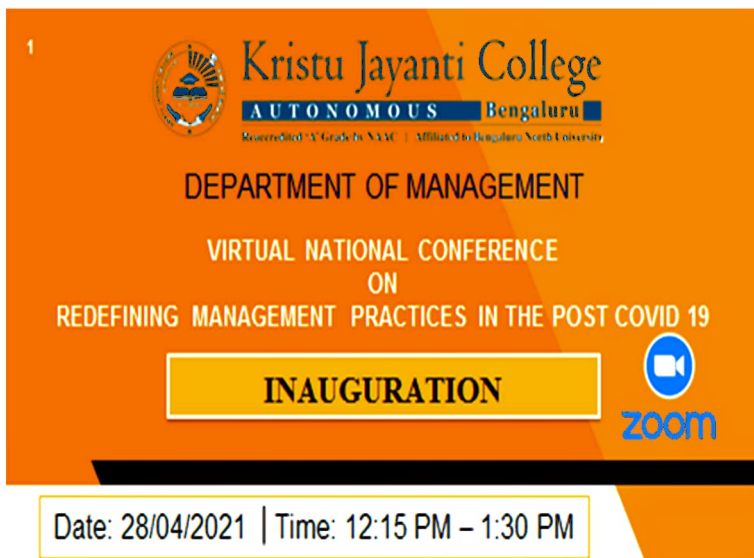 1
Kristu Jayanti College
AUTONOMOUS Bengaluru
Reaccredited 'A' Grade by NAAC | Affiliated to Bengaluru North University
DEPARTMENT OF MANAGEMENT
VIRTUAL NATIONAL CONFERENCE
ON
REDEFINING MANAGEMENT PRACTICES IN THE POST COVID 19
INAUGURATION
zoom
Date: 28/04/2021 | Time: 12:15 PM – 1:30 PM